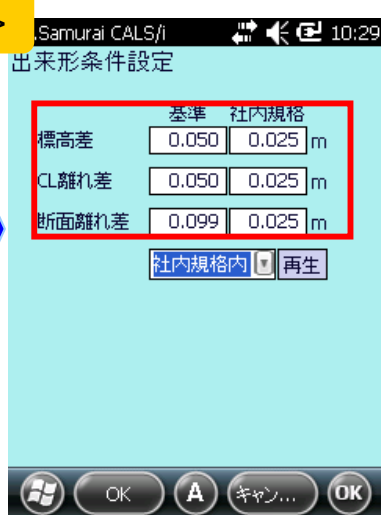 .Samurai CALS/i 10:29
出来形条件設定
基準 社内規格
標高差 0.050 0.025 m
CL離れ差 0.050 0.025 m
断面離れ差 0.099 0.025 m
社内規格内 再生
OK A キャン... OK